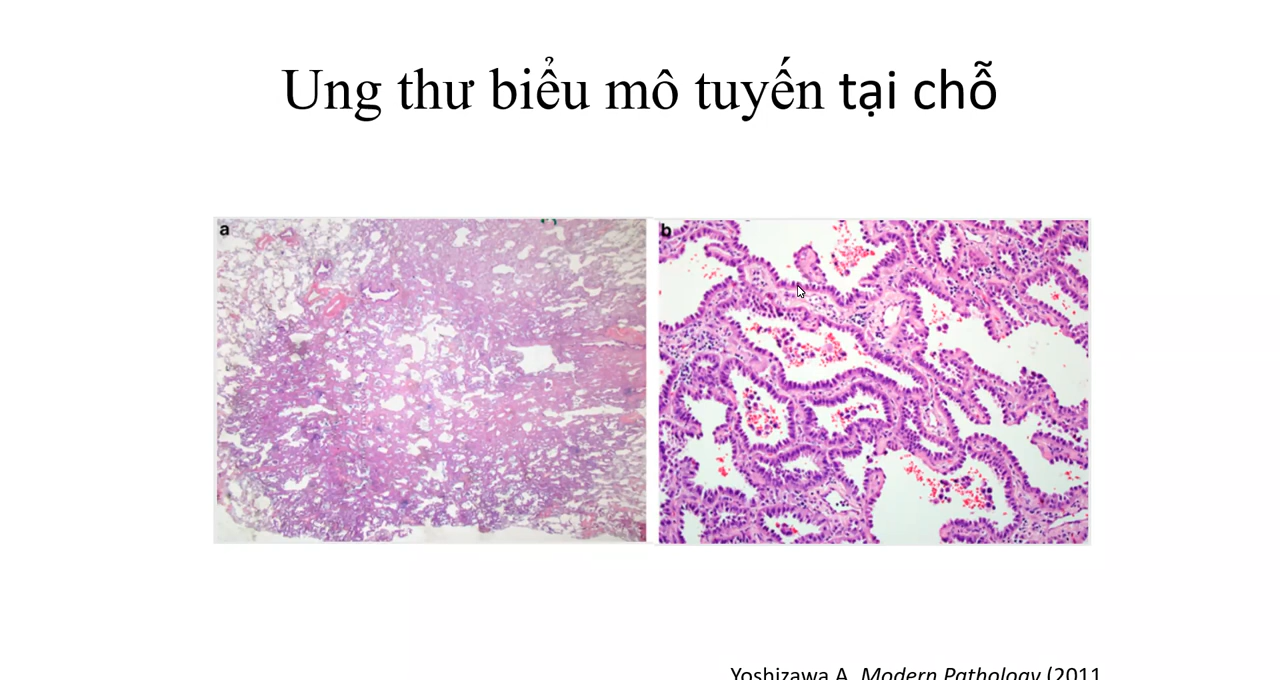 Ung thư biểu mô tuyến tại chỗ
a
b
Yoshizawa A. Modern Pathology (2011